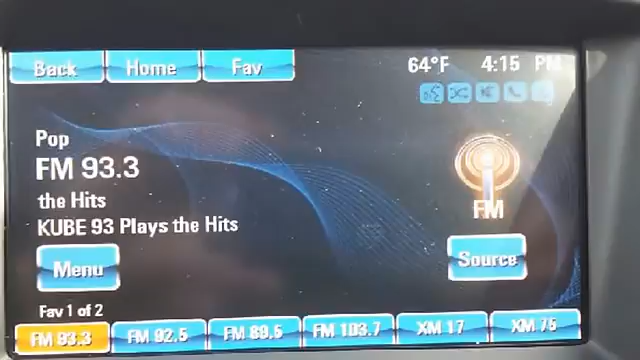 Back Home Fav 64°F 4:15 PM
Pop
FM 93.3
the Hits
KUBE 93 Plays the Hits
FM
Menu
Source
Fav 1 of 2
FM 93.3 FM 92.5 FM 89.5 FM 103.7 XM 17 XM 75